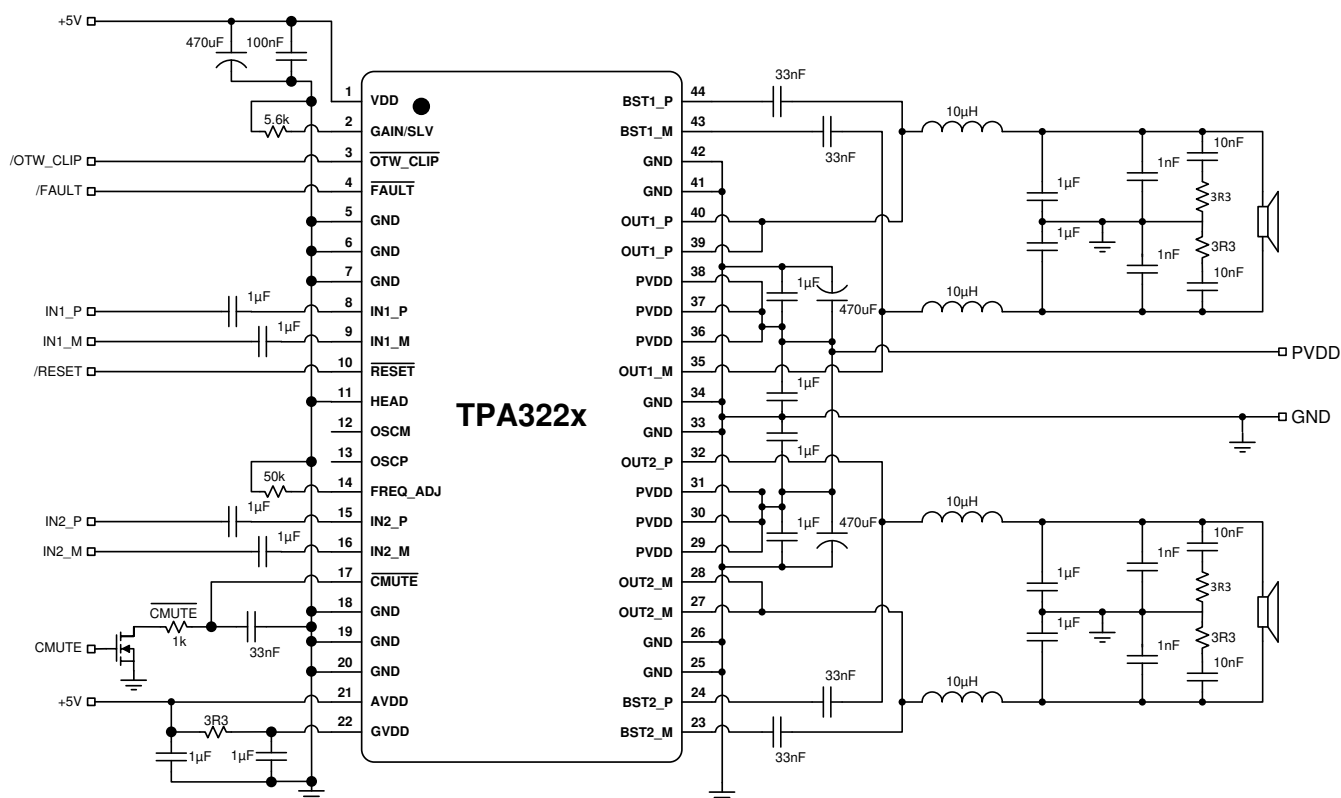 +5V
470uF
100nF
5.6k
/OTW_CLIP
/FAULT
IN1_P
1µF
IN1_M
1µF
/RESET
50k
IN2_P
1µF
IN2_M
1µF
CMUTE
1k
33nF
CMUTE
+5V
3R3
1µF
1µF
1
VDD
2
GAIN/SLV
3
OTW_CLIP
4
FAULT
5
GND
6
GND
7
GND
8
IN1_P
9
IN1_M
10
RESET
11
HEAD
12
OSCM
13
OSCP
14
FREQ_ADJ
15
IN2_P
16
IN2_M
17
CMUTE
18
GND
19
GND
20
GND
21
AVDD
22
GVDD
TPA322x
BST1_P
44
BST1_M
43
GND
42
GND
41
OUT1_P
40
OUT1_P
39
PVDD
38
PVDD
37
PVDD
36
OUT1_M
35
GND
34
GND
33
OUT2_P
32
PVDD
31
PVDD
30
PVDD
29
OUT2_M
28
OUT2_M
27
GND
26
GND
25
BST2_P
24
BST2_M
23
33nF
33nF
10µH
10µH
1µF
1µF
1nF
1nF
10nF
3R3
3R3
10nF
1µF
470uF
1µF
1µF
1µF
470uF
PVDD
GND
10µH
10µH
1µF
1µF
1nF
1nF
10nF
3R3
3R3
10nF
33nF
33nF